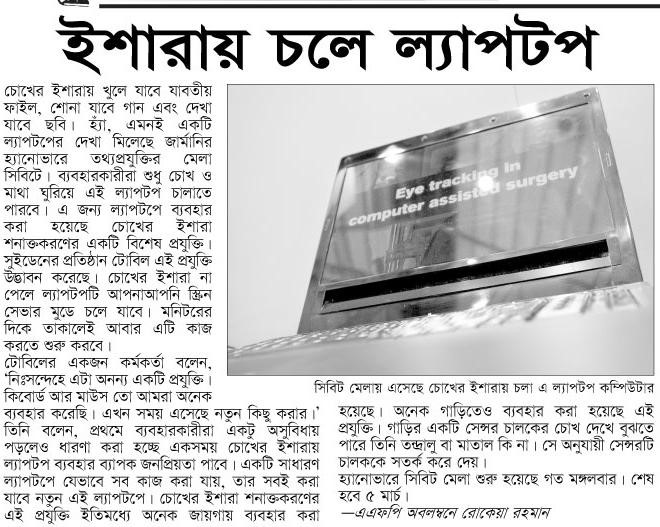 ইশারায় চলে ল্যাপটপ
চোখের ইশারায় খুলে যাবে যাবতীয়
ফাইল, শোনা যাবে গান এবং দেখা
যাবে ছবি। হ্যাঁ, এমনই একটি
ল্যাপটপের দেখা মিলেছে জার্মানির
হ্যানোভারে তথ্যপ্রযুক্তির মেলা
সিবিটে। ব্যবহারকারীরা শুধু চোখ ও
মাথা ঘুরিয়ে এই ল্যাপটপ চালাতে
পারবে। এ জন্য ল্যাপটপে ব্যবহার
করা হয়েছে চোখের ইশারা
শনাক্তকরণের একটি বিশেষ প্রযুক্তি।
সুইডেনের প্রতিষ্ঠান টোবিল এই প্রযুক্তি
উদ্ভাবন করেছে। চোখের ইশারা না
পেলে ল্যাপটপটি আপনাআপনি স্ক্রিন
সেভার মুডে চলে যাবে। মনিটরের
দিকে তাকালেই আবার এটি কাজ
করতে শুরু করবে।
টোবিলের একজন কর্মকর্তা বলেন,
‘নিঃসন্দেহে এটা অনন্য একটি প্রযুক্তি।
কিবোর্ড আর মাউস তো আমরা অনেক
ব্যবহার করেছি। এখন সময় এসেছে নতুন কিছু করার।’
তিনি বলেন, প্রথমে ব্যবহারকারীরা একটু অসুবিধায়
পড়লেও ধারণা করা হচ্ছে একসময় চোখের ইশারায়
ল্যাপটপ ব্যবহার ব্যাপক জনপ্রিয়তা পাবে। একটি সাধারণ
ল্যাপটপে যেভাবে সব কাজ করা যায়, তার সবই করা
যাবে নতুন এই ল্যাপটপে। চোখের ইশারা শনাক্তকরণের
এই প্রযুক্তি ইতিমধ্যে অনেক জায়গায় ব্যবহার করা
Eye tracking in
computer assisted surgery
সিবিট মেলায় এসেছে চোখের ইশারায় চলা এ ল্যাপটপ কম্পিউটার
হয়েছে। অনেক গাড়িতেও ব্যবহার করা হয়েছে এই
প্রযুক্তি। গাড়ির একটি সেন্সর চালকের চোখ দেখে বুঝতে
পারে তিনি তন্দ্রালু বা মাতাল কি না। সে অনুযায়ী সেন্সরটি
চালককে সতর্ক করে দেয়।
হ্যানোভারে সিবিট মেলা শুরু হয়েছে গত মঙ্গলবার। শেষ
হবে ৫ মার্চ।
—এএফপি অবলম্বনে রোকেয়া রহমান